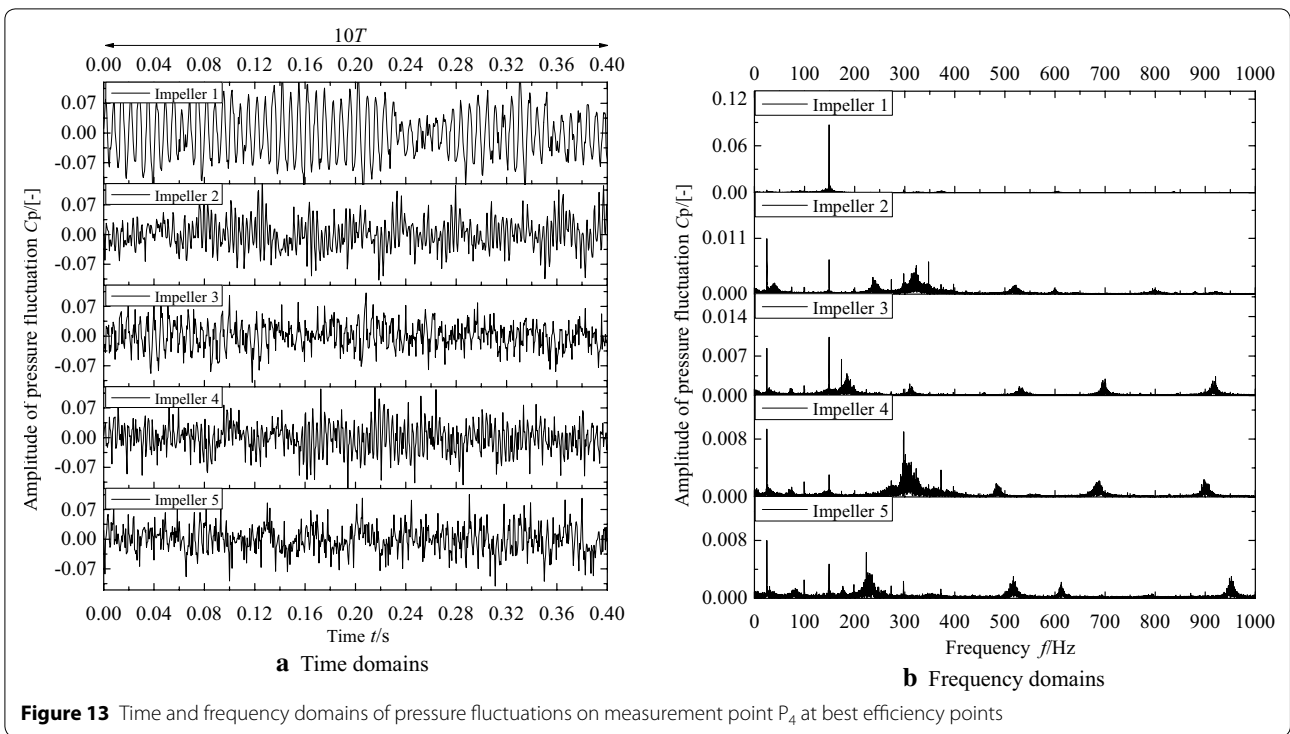 10T
0.00 0.04 0.08 0.12 0.16 0.20 0.24 0.28 0.32 0.36 0.40
Amplitude of pressure fluctuation Cp/[-]
Impeller 1
0.07
0.00
-0.07
Impeller 2
0.07
0.00
-0.07
Impeller 3
0.07
0.00
-0.07
Impeller 4
0.07
0.00
-0.07
Impeller 5
0.07
0.00
-0.07
0.00 0.04 0.08 0.12 0.16 0.20 0.24 0.28 0.32 0.36 0.40
Time t/s
a Time domains
0 100 200 300 400 500 600 700 800 900 1000
Amplitude of pressure fluctuation Cp/[-]
0.12
Impeller 1
0.06
0.00
Impeller 2
0.011
0.000
Impeller 3
0.014
0.007
0.000
Impeller 4
0.008
0.000
Impeller 5
0.008
0.000
0 100 200 300 400 500 600 700 800 900 1000
Frequency f/Hz
b Frequency domains
Figure 13 Time and frequency domains of pressure fluctuations on measurement point P4 at best efficiency points